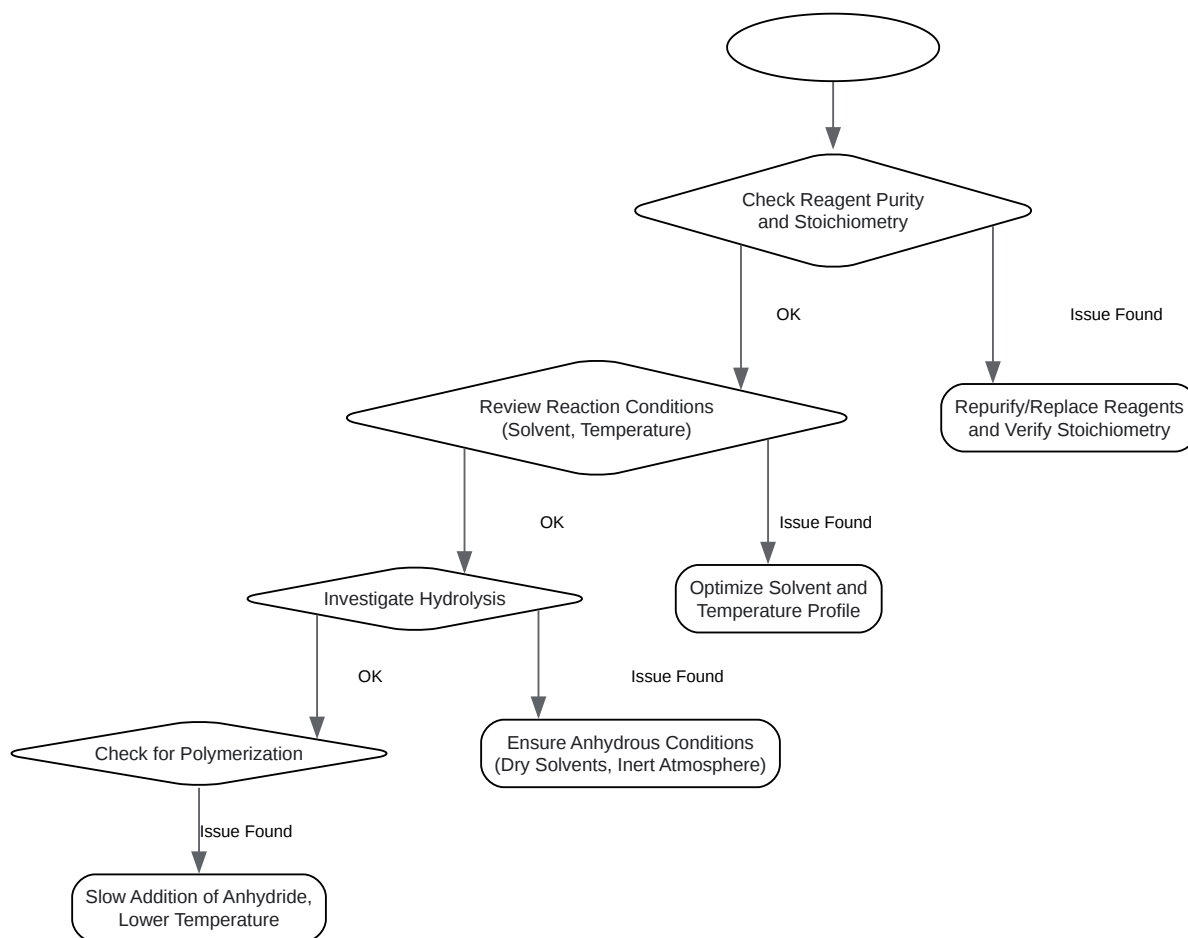 Check Reagent Purity
and Stoichiometry
OK
Issue Found
Repurify/Replace Reagents
and Verify Stoichiometry
Review Reaction Conditions
(Solvent, Temperature)
OK
Issue Found
Optimize Solvent and
Temperature Profile
Investigate Hydrolysis
OK
Issue Found
Ensure Anhydrous Conditions
(Dry Solvents, Inert Atmosphere)
Check for Polymerization
Issue Found
Slow Addition of Anhydride,
Lower Temperature